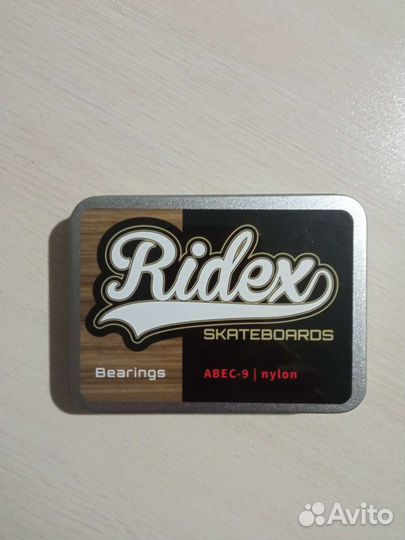 Ridex
SKATEBOARDS
Bearings
ABEC-9 | nylon
Avito